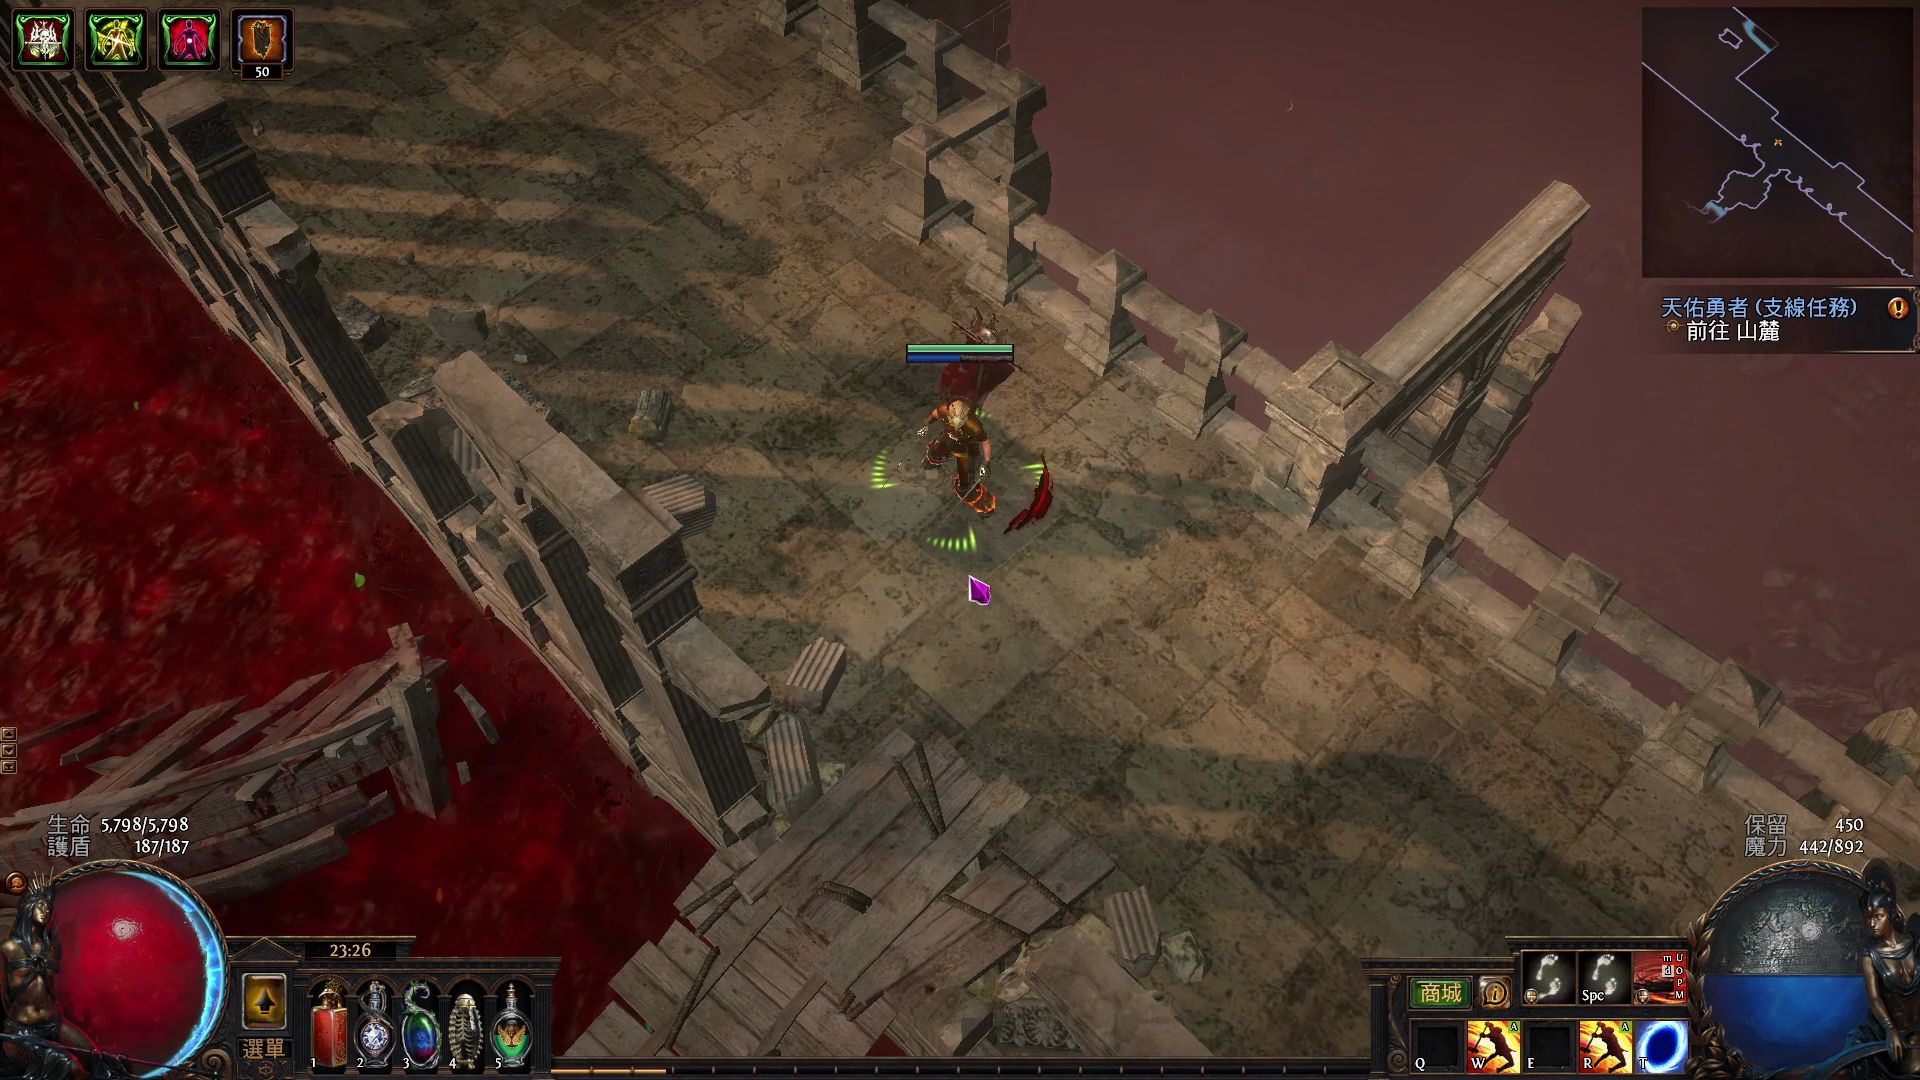 50
天佑勇者 (支線任務)
前往 山麓
生命 5,798/5,798
護盾 187/187
保留 450
魔力 442/892
23:26
選單
1 2 3 4 5
商城
Spc
m U
d O
P
M
Q W A E R A T